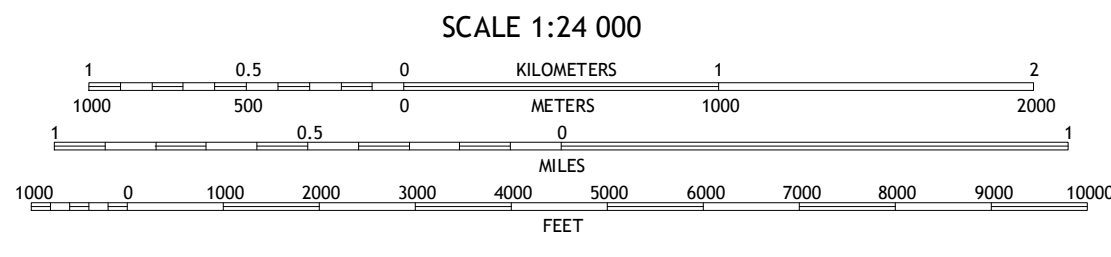 SCALE 1:24 000
1 0.5 0 KILOMETERS 1 2
1000 500 0 METERS 1000 2000
1 0.5 0 1
MILES
1000 0 1000 2000 3000 4000 5000 6000 7000 8000 9000 10000
FEET